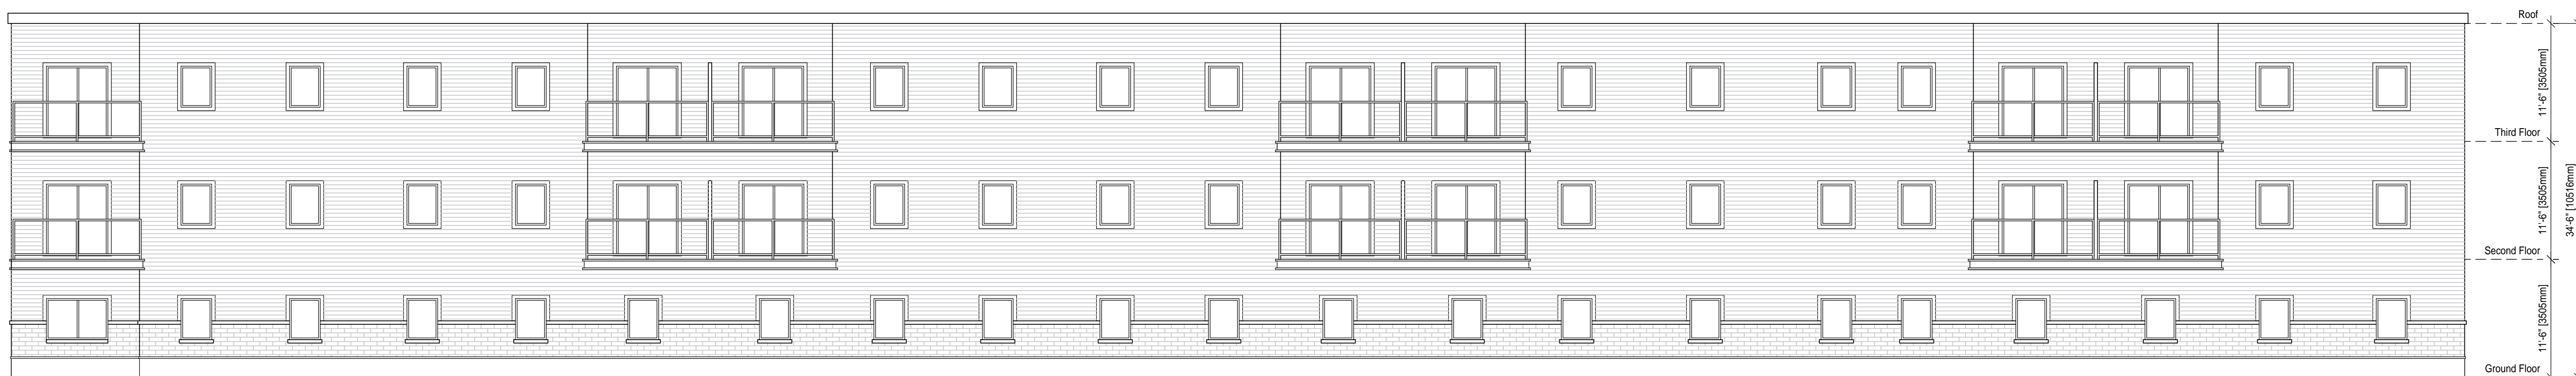 Roof
11'-6" [3505mm]
Third Floor
11'-6" [3505mm]
34'-6" [10516mm]
Second Floor
11'-6" [3505mm]
Ground Floor